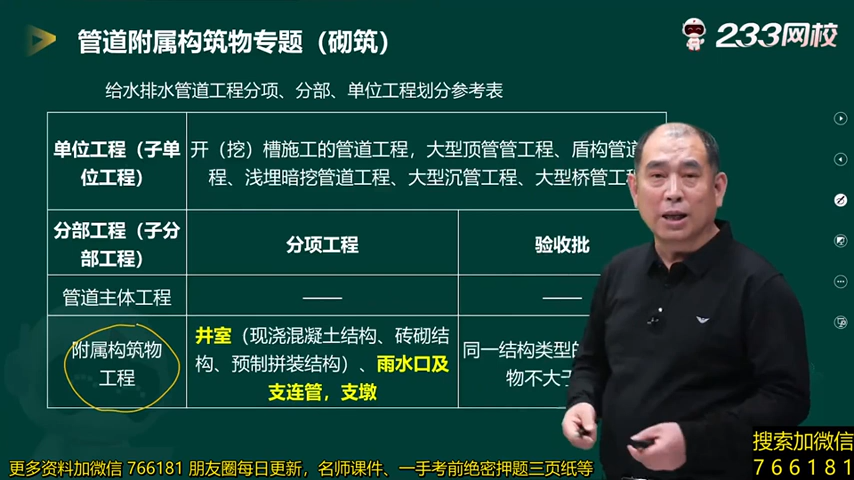 管道附属构筑物专题（砌筑）
233网校
给水排水管道工程分项、分部、单位工程划分参考表
单位工程（子单
位工程）
开（挖）槽施工的管道工程，大型顶管管工程、盾构管道
程、浅埋暗挖管道工程、大型沉管工程、大型桥管工
分部工程（子分
部工程）
分项工程
验收批
管道主体工程
——
——
附属构筑物
工程
井室（现浇混凝土结构、砖砌结
构、预制拼装结构）、雨水口及
支连管，支墩
同一结构类型的
物不大于
搜索加微信
766181
更多资料加微信 766181 朋友圈每日更新，名师课件、一手考前绝密押题三页纸等